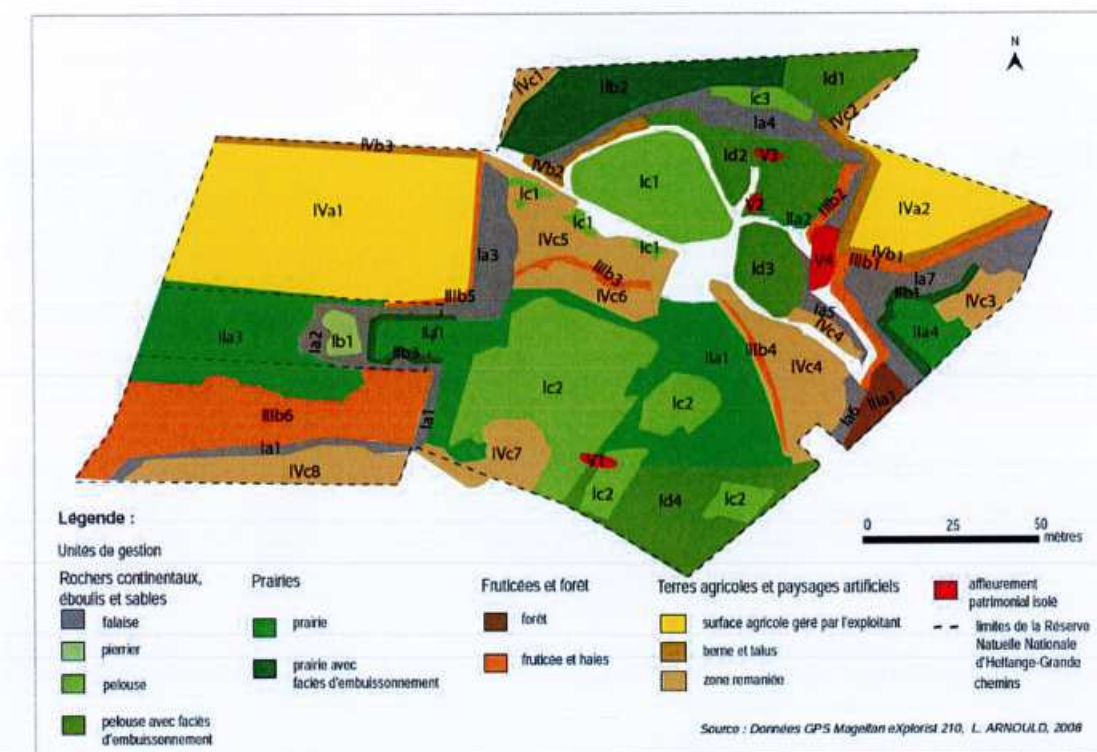 N
IVc1
IIb2
Id1
Ic3
IVc2
Ia4
IVb3
IVb2
Id2
V3
Ic1
Ic1
V2
IIIb2
IVa1
IVa2
Ic1
IIa2
Ia3
IVc5
Ic1
V4
IVb1
IIIb1
Id3
Ia7
IIIb3
IIb1
IVc6
IVc3
IIIb5
Ia5
IIa3
Ia2
Ib1
IIa1
IVc4
IIa4
IIb3
IIa1
IIIb4
IVc4
Ic2
Ic2
IIIa1
Ia6
IIIb6
Ia1
Ia1
IVc7
V1
IVc8
Ic2
Id4
Ic2
Légende :
0 25 50
mètres
Unités de gestion
Rochers continentaux,
éboulis et sables
falaise
pierrier
pelouse
pelouse avec faciès
d'embuissonnement
Prairies
prairie
prairie avec
faciès d'embuissonnement
Fruticées et forêt
forêt
fruticée et haies
Terres agricoles et paysages artificiels
surface agricole géré par l'exploitant
berne et talus
zone remaniée
affleurement
patrimonial isolé
limites de la Réserve
Natuelle Nationale
d'Hettange-Grande
chemins
Source : Données GPS Magellan eXplorist 210, L. ARNOULD, 2008